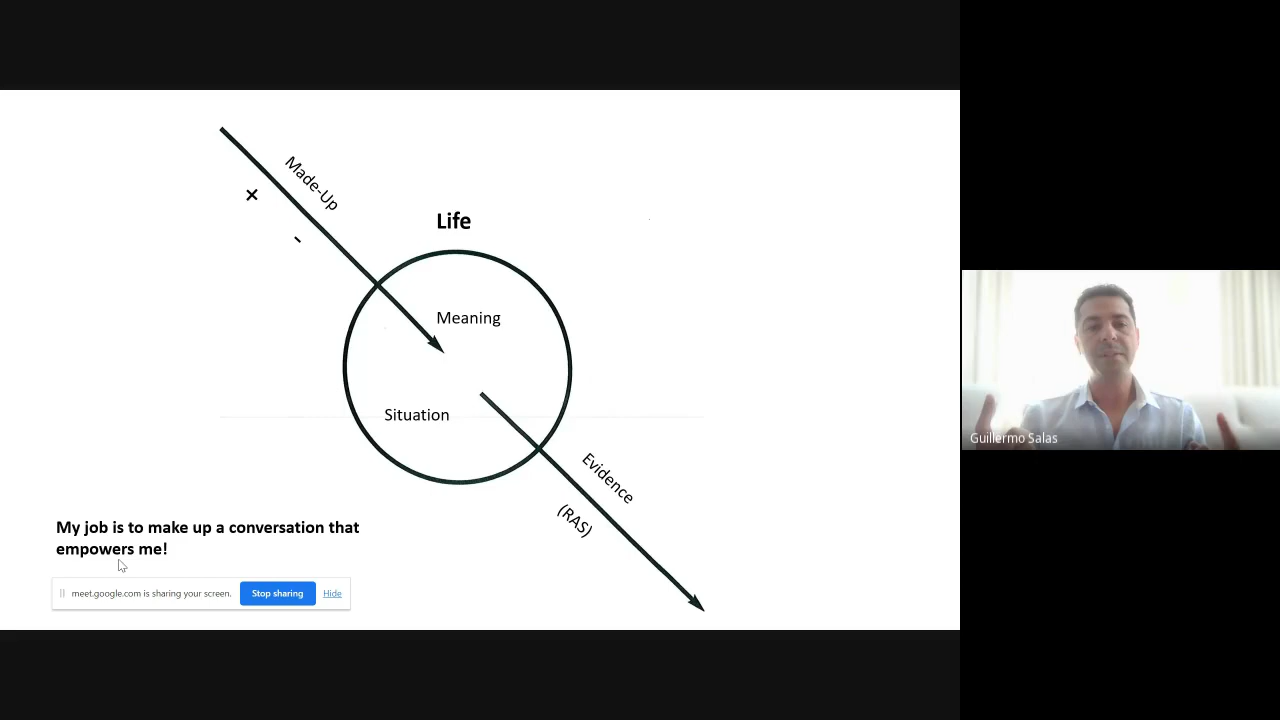 Made-Up
+
-
Life
Meaning
Situation
Evidence
(RAS)
My job is to make up a conversation that
empowers me!
meet.google.com is sharing your screen.
Stop sharing
Hide
Guillermo Salas